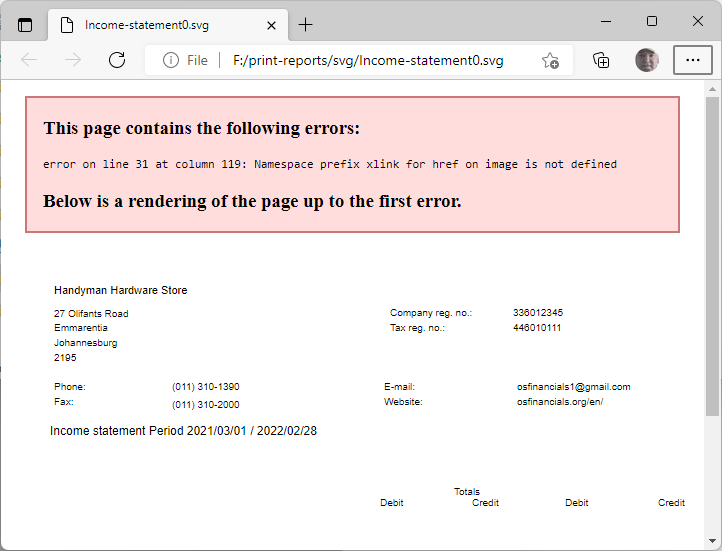 Income-statement0.svg
File F:/print-reports/svg/Income-statement0.svg
This page contains the following errors:
error on line 31 at column 119: Namespace prefix xlink for href on image is not defined
Below is a rendering of the page up to the first error.
Handyman Hardware Store
27 Olifants Road Company reg. no.: 336012345
Emmarentia Tax reg. no.: 446010111
Johannesburg
2195
Phone: (011) 310-1390 E-mail: osfinancials1@gmail.com
Fax: (011) 310-2000 Website: osfinancials.org/en/
Income statement Period 2021/03/01 / 2022/02/28
Totals
Debit Credit Debit Credit